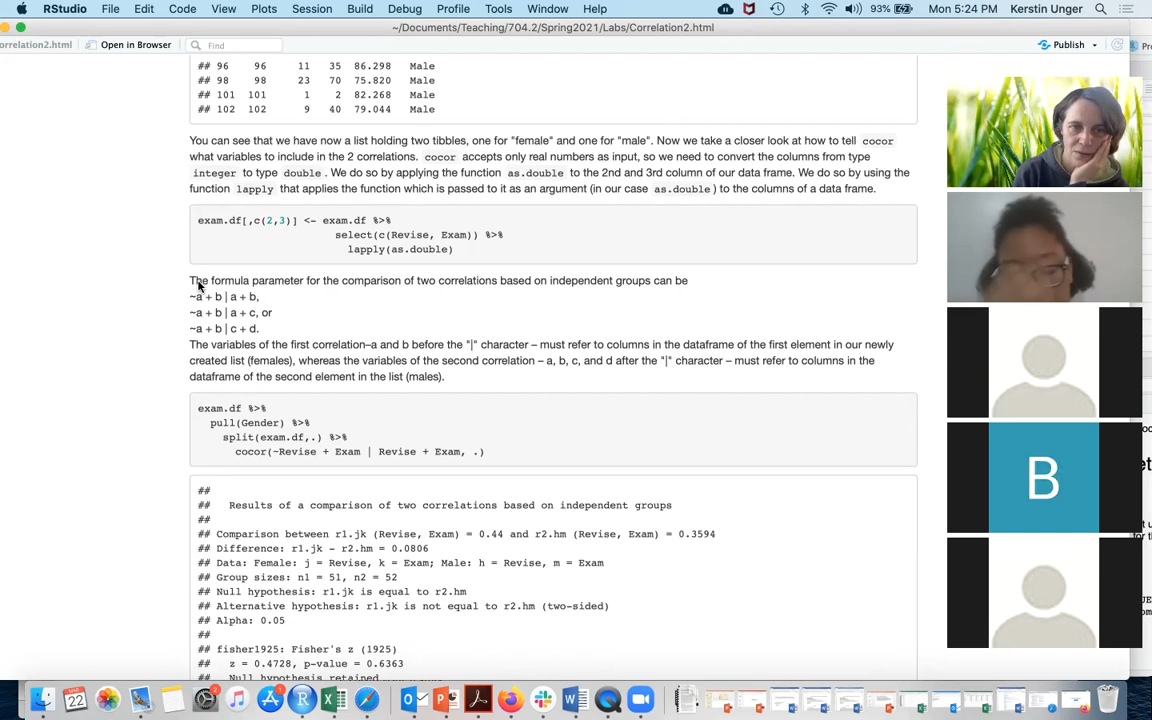 RStudio File Edit Code View Plots Session Build Debug Profile Tools Window Help 93% Mon 5:24 PM Kerstin Unger
~/Documents/Teaching/704.2/Spring2021/Labs/Correlation2.html
orrelation2.html Open in Browser Find Publish
## 96 96 11 35 86.298 Male
## 98 98 23 70 75.820 Male
## 101 101 1 2 82.268 Male
## 102 102 9 40 79.044 Male
You can see that we have now a list holding two tibbles, one for "female" and one for "male". Now we take a closer look at how to tell cocor
what variables to include in the 2 correlations. cocor accepts only real numbers as input, so we need to convert the columns from type
integer to type double. We do so by applying the function as.double to the 2nd and 3rd column of our data frame. We do so by using the
function lapply that applies the function which is passed to it as an argument (in our case as.double) to the columns of a data frame.
exam.df[,c(2,3)] <- exam.df %>%
select(c(Revise, Exam)) %>%
lapply(as.double)
The formula parameter for the comparison of two correlations based on independent groups can be
~a + b | a + b,
~a + b | a + c, or
~a + b | c + d.
The variables of the first correlation–a and b before the "|" character – must refer to columns in the dataframe of the first element in our newly
created list (females), whereas the variables of the second correlation – a, b, c, and d after the "|" character – must refer to columns in the
dataframe of the second element in the list (males).
exam.df %>%
pull(Gender) %>%
split(exam.df,.) %>%
cocor(~Revise + Exam | Revise + Exam, .)
##
## Results of a comparison of two correlations based on independent groups
##
## Comparison between r1.jk (Revise, Exam) = 0.44 and r2.hm (Revise, Exam) = 0.3594
## Difference: r1.jk - r2.hm = 0.0806
## Data: Female: j = Revise, k = Exam; Male: h = Revise, m = Exam
## Group sizes: n1 = 51, n2 = 52
## Null hypothesis: r1.jk is equal to r2.hm
## Alternative hypothesis: r1.jk is not equal to r2.hm (two-sided)
## Alpha: 0.05
##
## fisher1925: Fisher's z (1925)
## z = 0.4728, p-value = 0.6363
## Null hypothesis retained
B
MAR
22
2